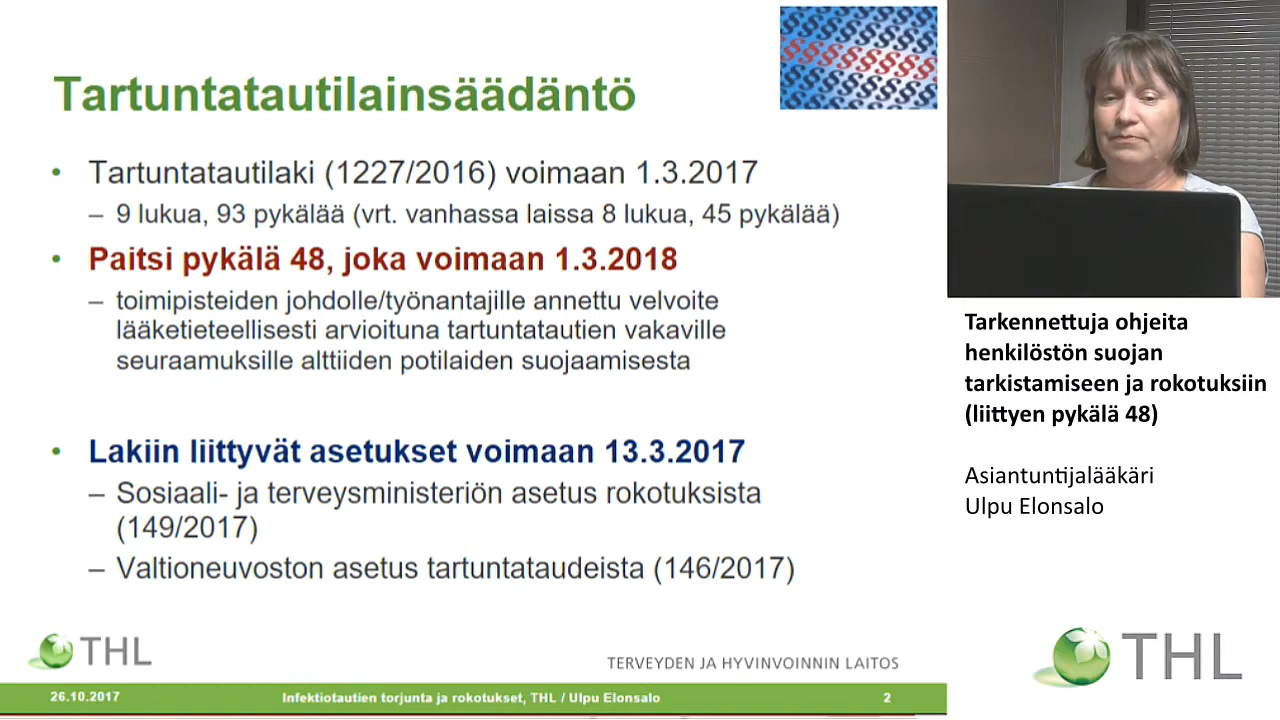 Tartuntatautilainsäädäntö
• Tartuntatautilaki (1227/2016) voimaan 1.3.2017
– 9 lukua, 93 pykälää (vrt. vanhassa laissa 8 lukua, 45 pykälää)
• Paitsi pykälä 48, joka voimaan 1.3.2018
– toimipisteiden johdolle/työnantajille annettu velvoite
lääketieteellisesti arvioituna tartuntatautien vakaville
seuraamuksille alttiiden potilaiden suojaamisesta
• Lakiin liittyvät asetukset voimaan 13.3.2017
– Sosiaali- ja terveysministeriön asetus rokotuksista
(149/2017)
– Valtioneuvoston asetus tartuntataudeista (146/2017)
THL
TERVEYDEN JA HYVINVOINNIN LAITOS
26.10.2017 Infektiotautien torjunta ja rokotukset, THL / Ulpu Elonsalo 2
Tarkennettuja ohjeita
henkilöstön suojan
tarkistamiseen ja rokotuksiin
(liittyen pykälä 48)
Asiantuntijalääkäri
Ulpu Elonsalo
THL